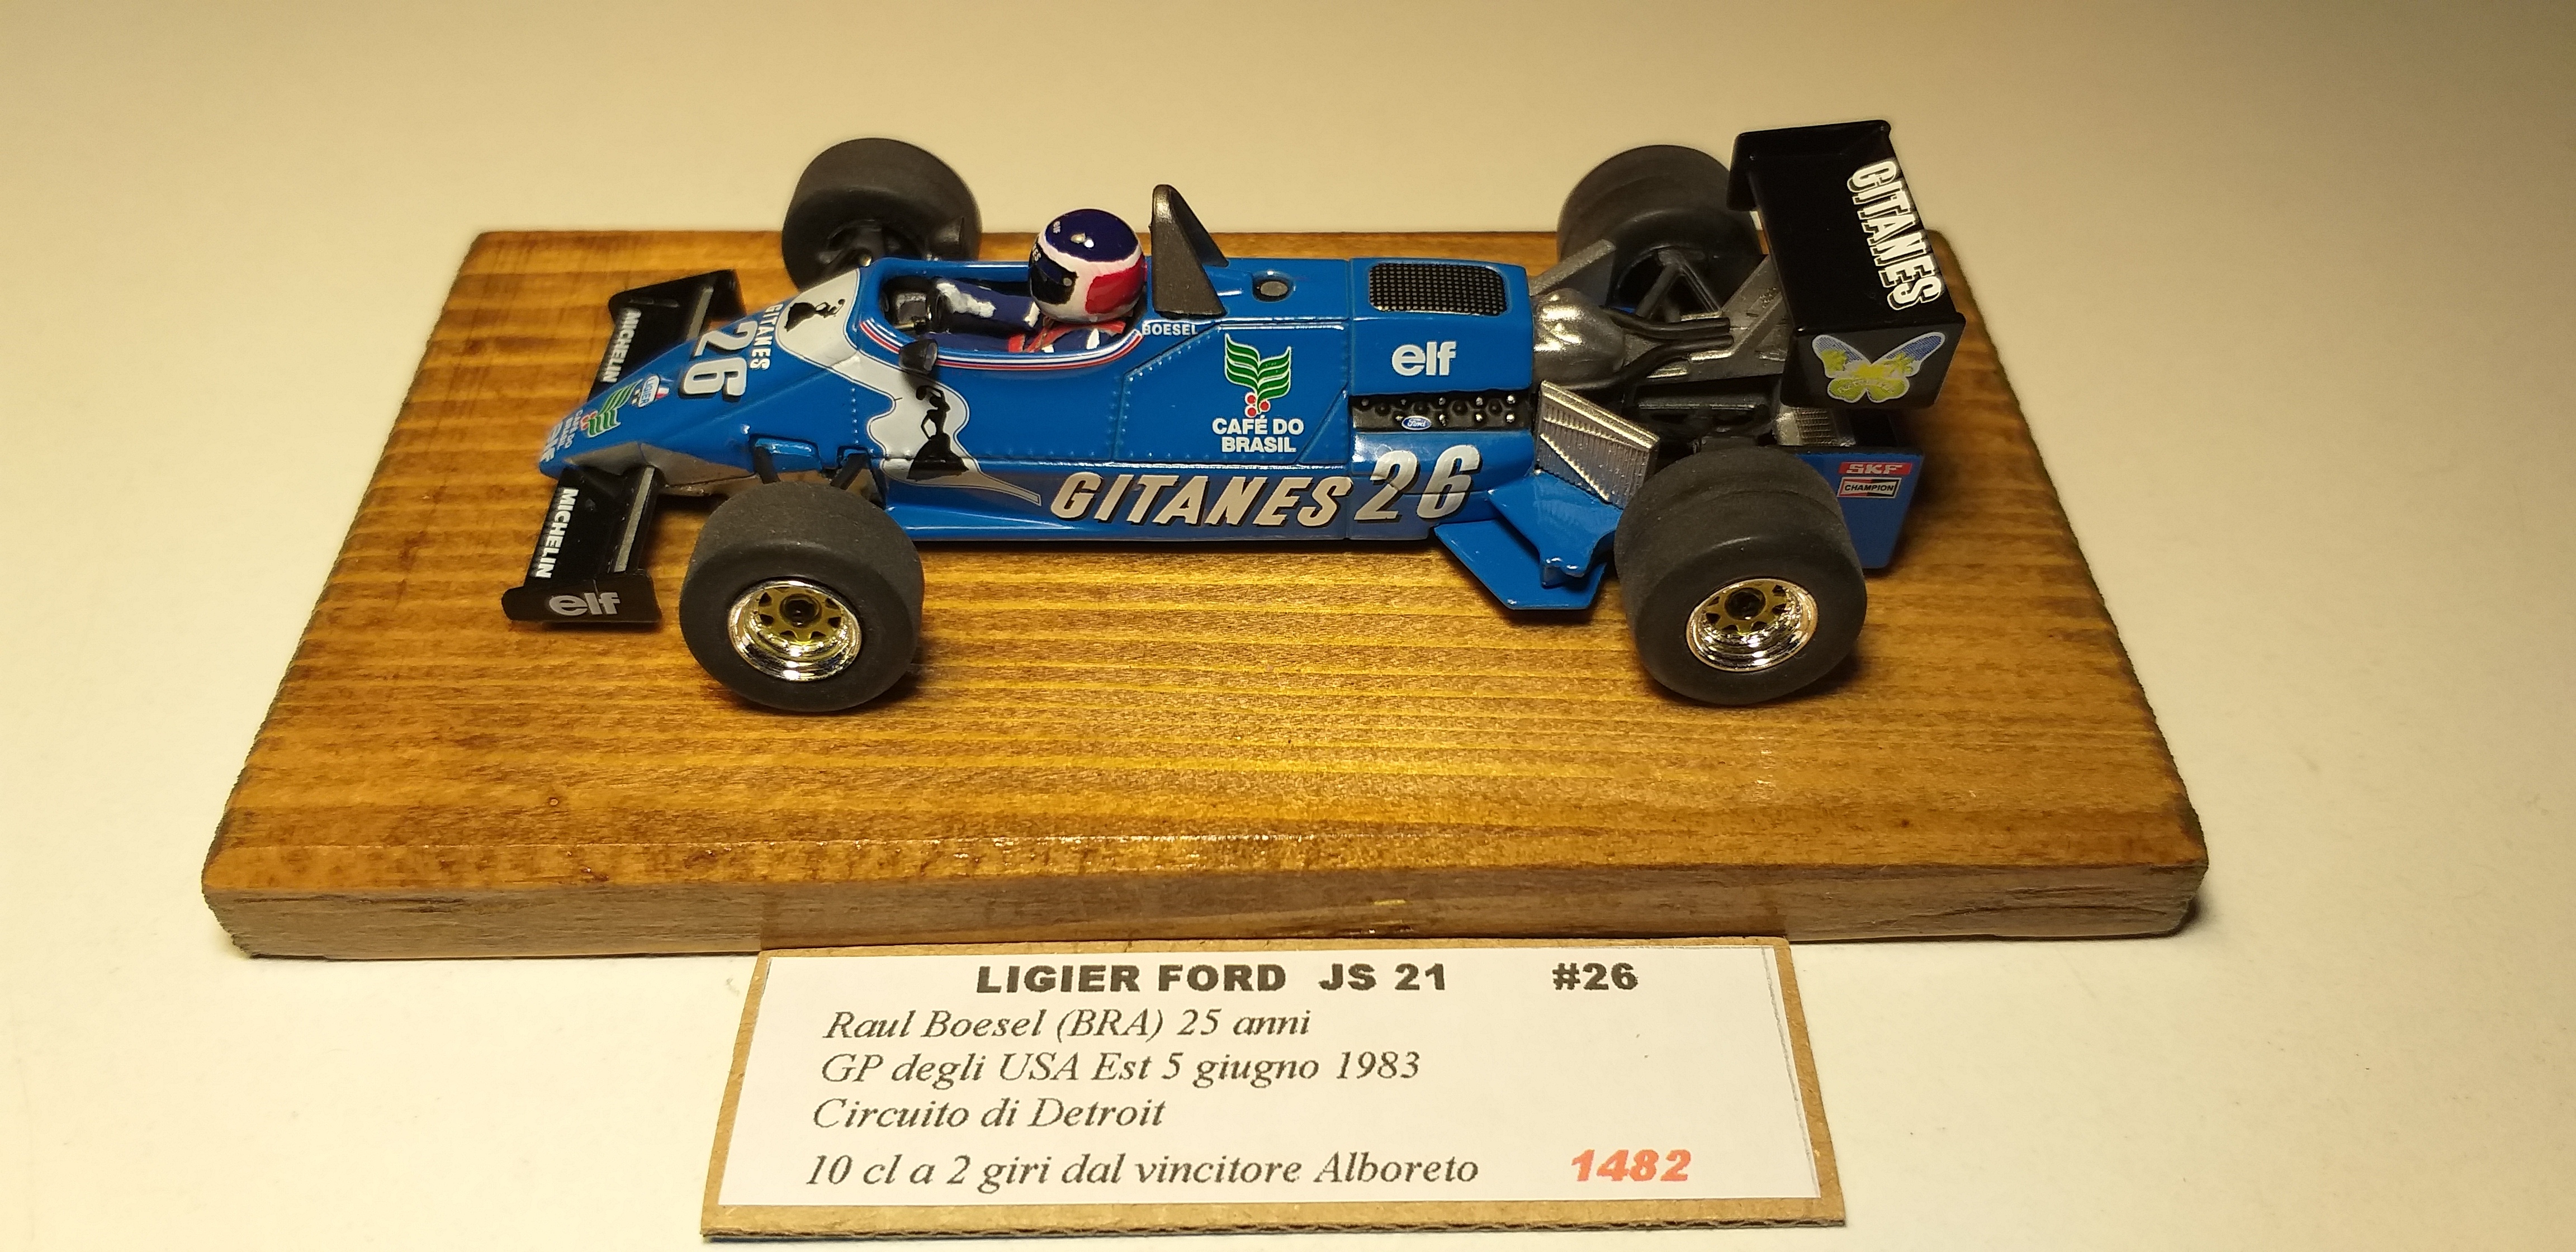 GITANES
MICHELIN
26
GITANES
BOESEL
elf
CAFÉ DO
BRASIL
Ford
GITANES 26
SKF
CHAMPION
MICHELIN
elf
LIGIER FORD JS 21 #26
Raul Boesel (BRA) 25 anni
GP degli USA Est 5 giugno 1983
Circuito di Detroit
10 cl a 2 giri dal vincitore Alboreto 1482